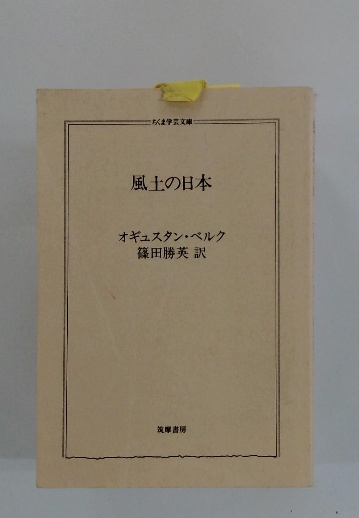 ちくま学芸文庫
風土の日本
オギュスタン・ベルク
篠田勝英 訳
筑摩書房